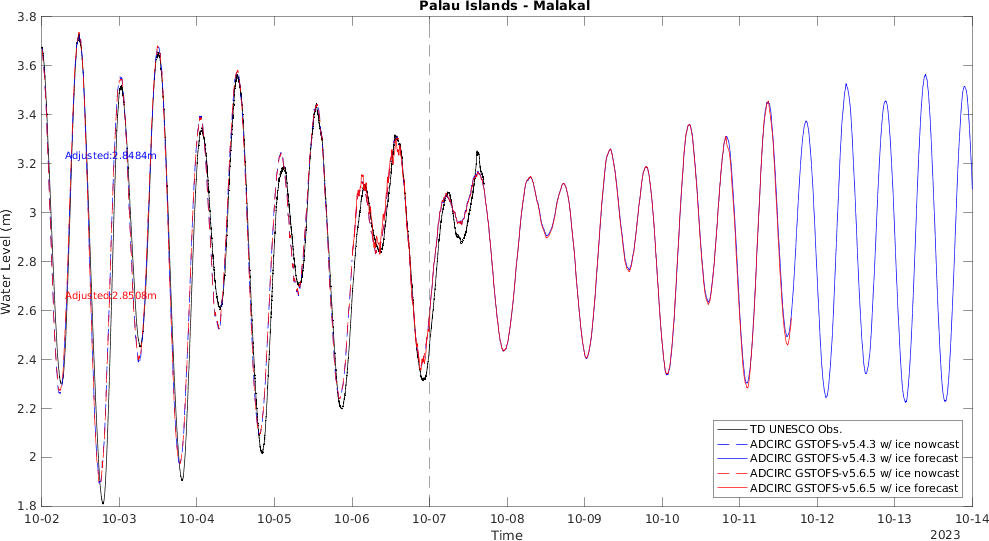 Palau Islands - Malakal
3.8
3.6
3.4
3.2
3
2.8
2.6
2.4
2.2
2
1.8
Water Level (m)
Adjusted:2.8484m
Adjusted:2.8508m
TD UNESCO Obs.
ADCIRC GSTOFS-v5.4.3 w/ ice nowcast
ADCIRC GSTOFS-v5.4.3 w/ ice forecast
ADCIRC GSTOFS-v5.6.5 w/ ice nowcast
ADCIRC GSTOFS-v5.6.5 w/ ice forecast
10-02 10-03 10-04 10-05 10-06 10-07 10-08 10-09 10-10 10-11 10-12 10-13 10-14
Time
2023